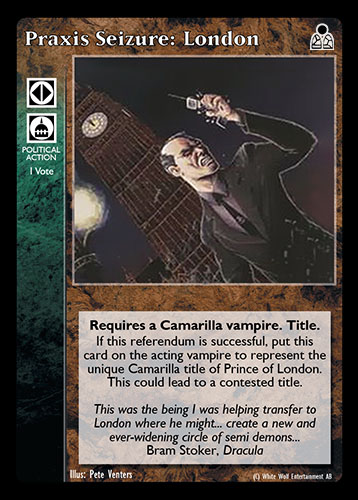 Praxis Seizure: London
POLITICAL
ACTION
1 Vote
Requires a Camarilla vampire. Title.
If this referendum is successful, put this
card on the acting vampire to represent the
unique Camarilla title of Prince of London.
This could lead to a contested title.
This was the being I was helping transfer to
London where he might... create a new and
ever-widening circle of semi demons...
Bram Stoker, Dracula
Illus: Pete Venters
(C) White Wolf Entertainment AB